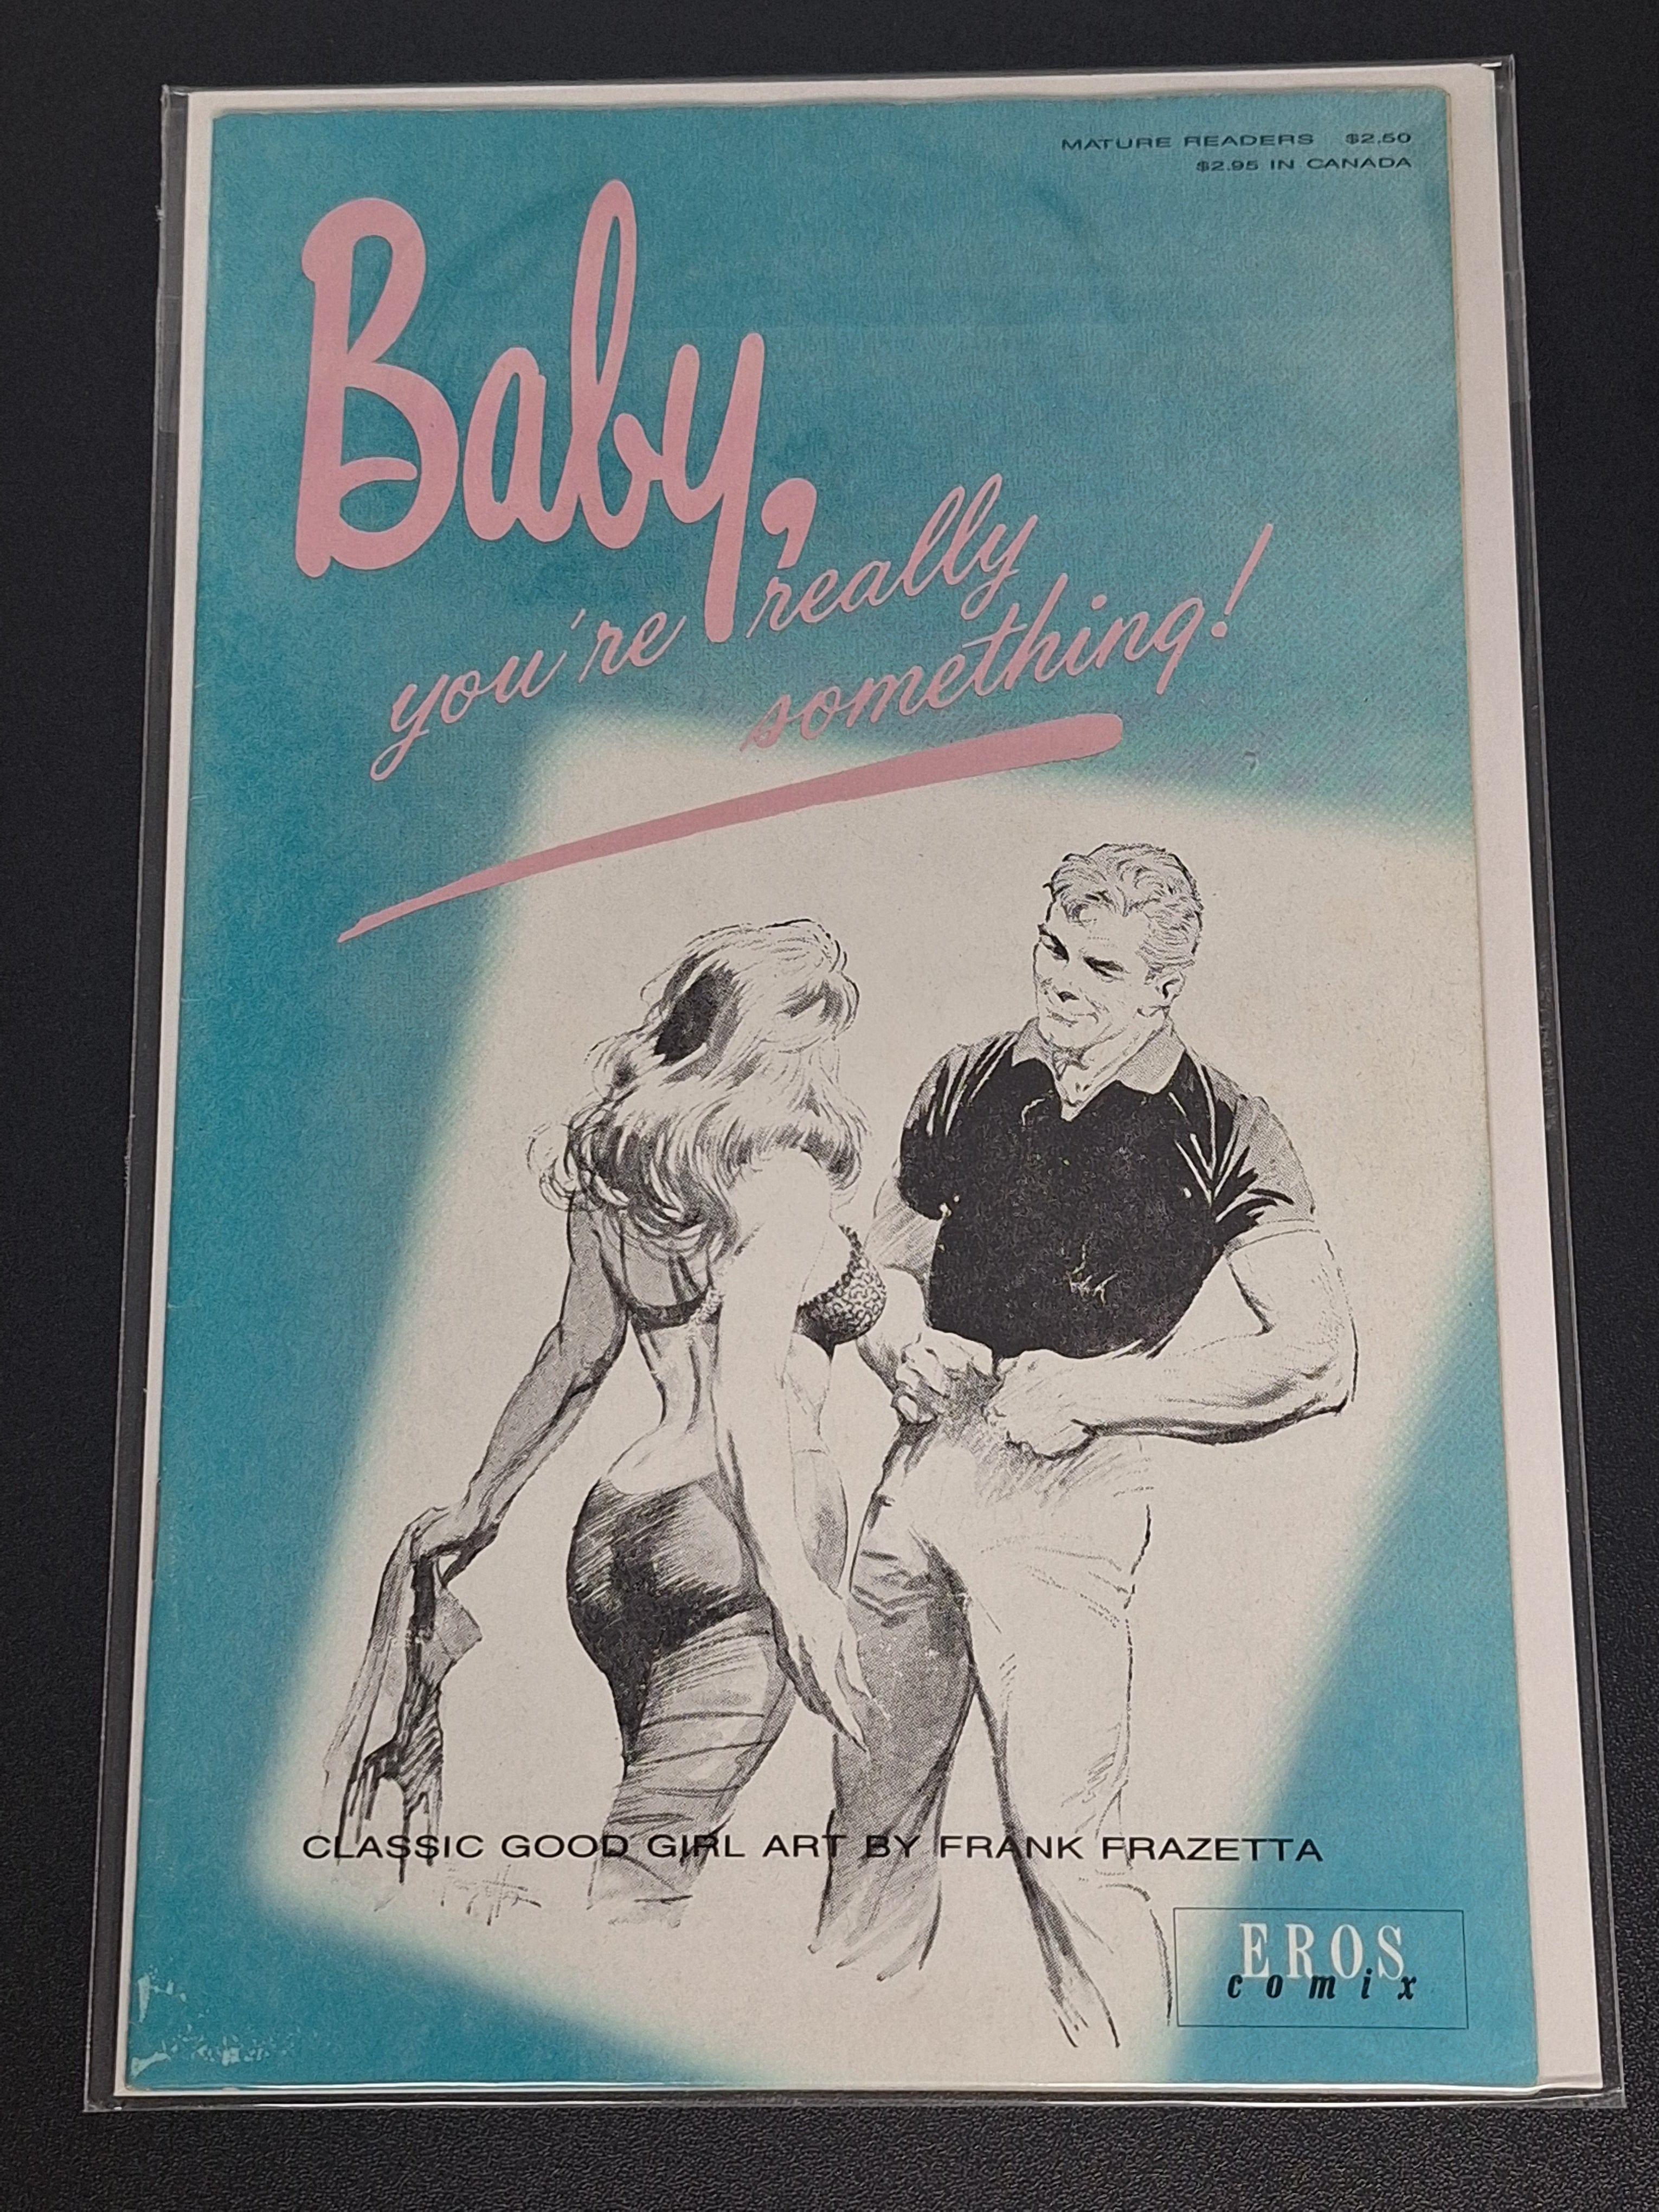 MATURE READERS $2.50
$2.95 IN CANADA
Baby,
you're really
something!
CLASSIC GOOD GIRL ART BY FRANK FRAZETTA
EROS
comix